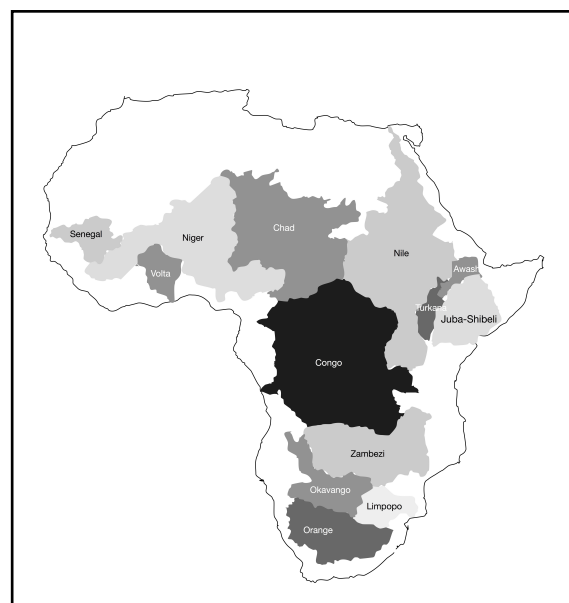 Senegal
Niger
Chad
Nile
Volta
Awash
Turkana
Juba-Shibeli
Congo
Zambezi
Okavango
Limpopo
Orange